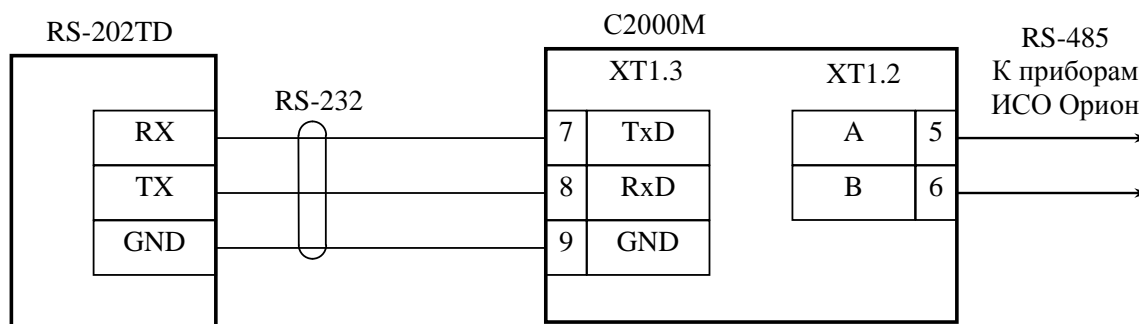 RS-202TD
RS-232
C2000M
RS-485
К приборам
ИСО Орион
XT1.3
XT1.2
RX
7
TxD
A
5
TX
8
RxD
B
6
GND
9
GND